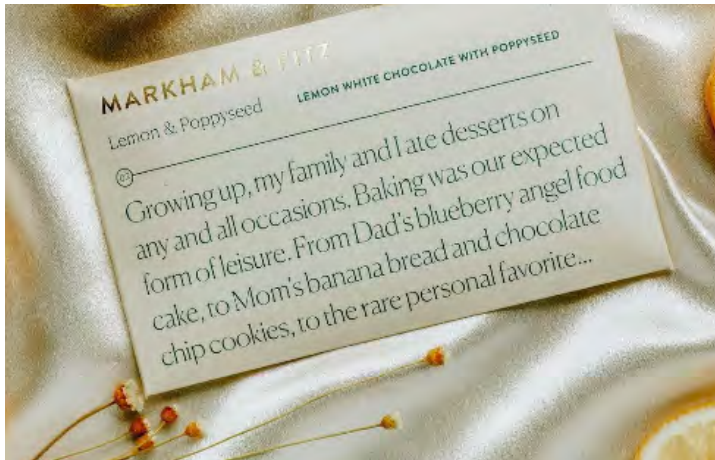 MARKHAM & FITZ
Lemon & Poppyseed
LEMON WHITE CHOCOLATE WITH POPPYSEED
Growing up, my family and I ate desserts on
any and all occasions. Baking was our expected
form of leisure. From Dad's blueberry angel food
cake, to Mom's banana bread and chocolate
chip cookies, to the rare personal favorite...